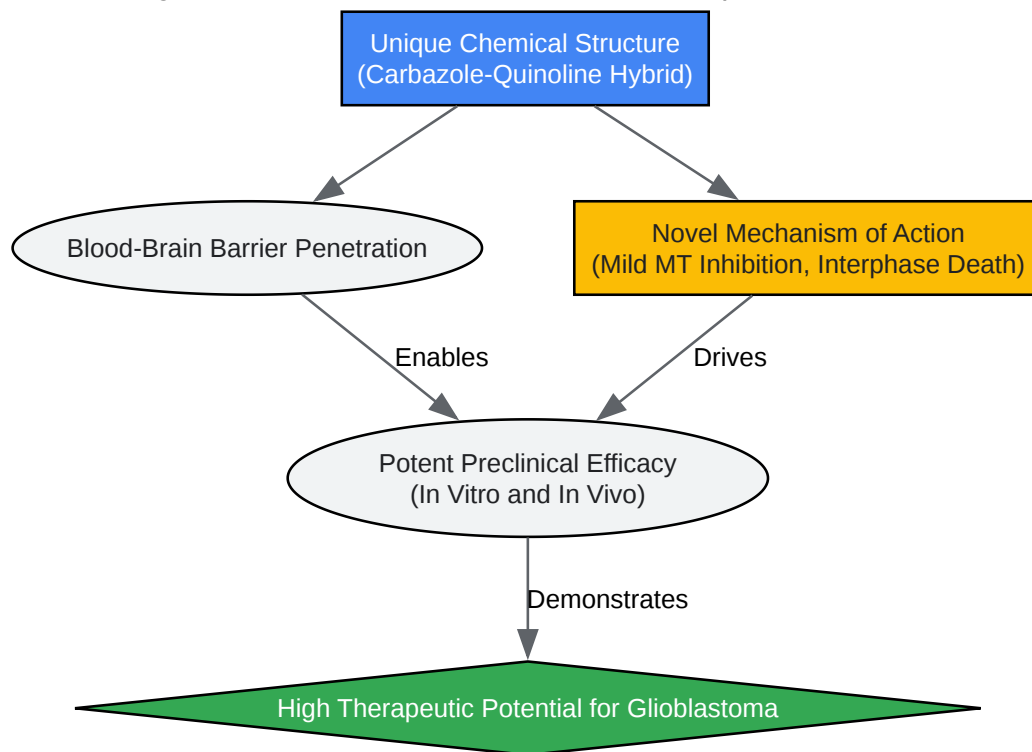 Unique Chemical Structure
(Carbazole-Quinoline Hybrid)
Blood-Brain Barrier Penetration
Novel Mechanism of Action
(Mild MT Inhibition, Interphase Death)
Enables
Drives
Potent Preclinical Efficacy
(In Vitro and In Vivo)
Demonstrates
High Therapeutic Potential for Glioblastoma